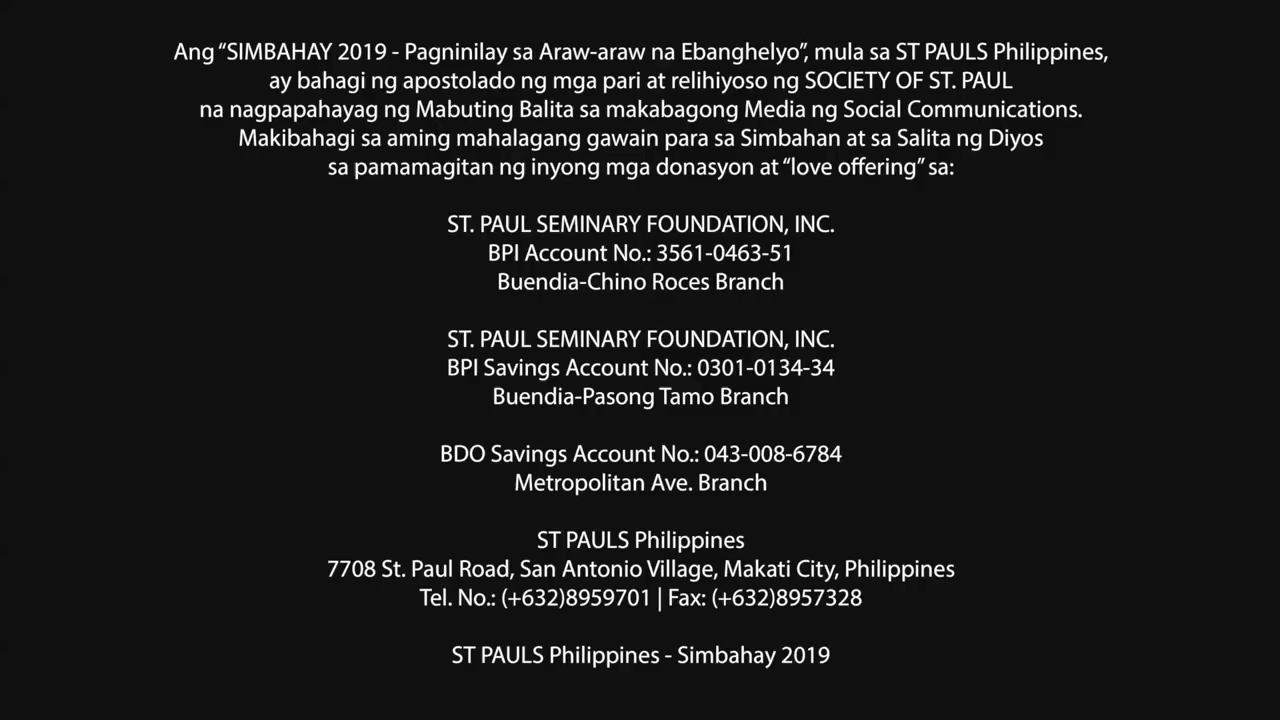 Ang “SIMBAHAY 2019 - Pagninilay sa Araw-araw na Ebanghelyo”, mula sa ST PAULS Philippines,
ay bahagi ng apostolado ng mga pari at relihiyoso ng SOCIETY OF ST. PAUL
na nagpapahayag ng Mabuting Balita sa makabagong Media ng Social Communications.
Makibahagi sa aming mahalagang gawain para sa Simbahan at sa Salita ng Diyos
sa pamamagitan ng inyong mga donasyon at “love offering” sa:
ST. PAUL SEMINARY FOUNDATION, INC.
BPI Account No.: 3561-0463-51
Buendia-Chino Roces Branch
ST. PAUL SEMINARY FOUNDATION, INC.
BPI Savings Account No.: 0301-0134-34
Buendia-Pasong Tamo Branch
BDO Savings Account No.: 043-008-6784
Metropolitan Ave. Branch
ST PAULS Philippines
7708 St. Paul Road, San Antonio Village, Makati City, Philippines
Tel. No.: (+632)8959701 | Fax: (+632)8957328
ST PAULS Philippines - Simbahay 2019